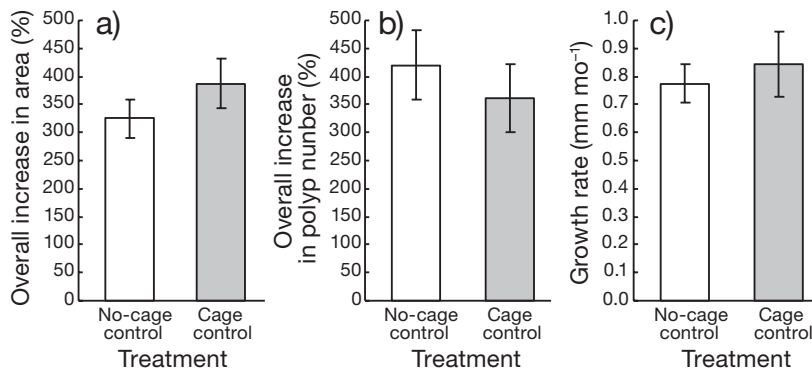 a)
Overall increase in area (%)
500
450
400
350
300
250
200
150
100
50
0
No-cage
control
Cage
control
Treatment
b)
Overall increase
in polyp nunber (%)
500
450
400
350
300
250
200
150
100
50
0
No-cage
control
Cage
control
Treatment
c)
Growth rate (mm mo⁻¹)
1.0
0.9
0.8
0.7
0.6
0.5
0.4
0.3
0.2
0.1
0.0
No-cage
control
Cage
control
Treatment